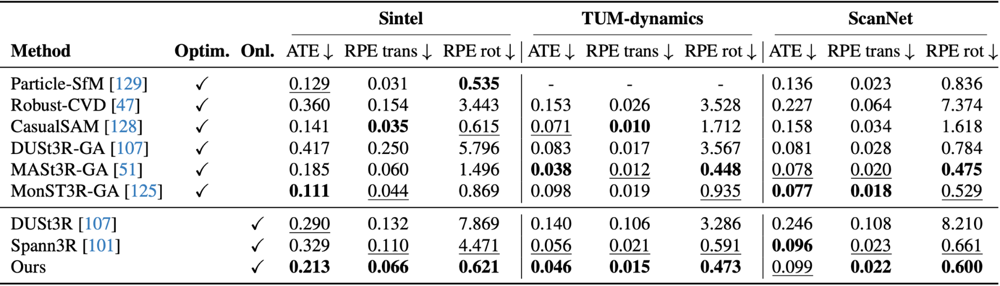 Sintel TUM-dynamics ScanNet
Method Optim. Onl. ATE ↓ RPE trans ↓ RPE rot ↓ ATE ↓ RPE trans ↓ RPE rot ↓ ATE ↓ RPE trans ↓ RPE rot ↓
Particle-SfM [129] ✓ 0.129 0.031 0.535 - - - 0.136 0.023 0.836
Robust-CVD [47] ✓ 0.360 0.154 3.443 0.153 0.026 3.528 0.227 0.064 7.374
CasualSAM [128] ✓ 0.141 0.035 0.615 0.071 0.010 1.712 0.158 0.034 1.618
DUSt3R-GA [107] ✓ 0.417 0.250 5.796 0.083 0.017 3.567 0.081 0.028 0.784
MASt3R-GA [51] ✓ 0.185 0.060 1.496 0.038 0.012 0.448 0.078 0.020 0.475
MonST3R-GA [125] ✓ 0.111 0.044 0.869 0.098 0.019 0.935 0.077 0.018 0.529
DUSt3R [107] ✓ 0.290 0.132 7.869 0.140 0.106 3.286 0.246 0.108 8.210
Spann3R [101] ✓ 0.329 0.110 4.471 0.056 0.021 0.591 0.096 0.023 0.661
Ours ✓ 0.213 0.066 0.621 0.046 0.015 0.473 0.099 0.022 0.600